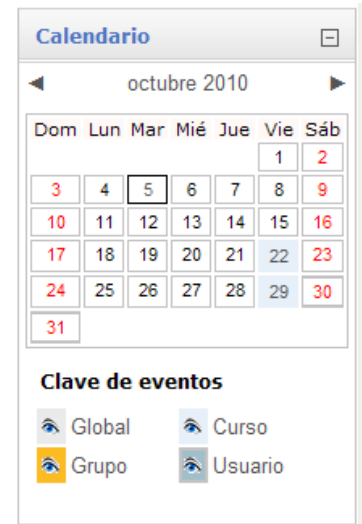 Calendario
octubre 2010
Dom Lun Mar Mié Jue Vie Sáb
1 2
3 4 5 6 7 8 9
10 11 12 13 14 15 16
17 18 19 20 21 22 23
24 25 26 27 28 29 30
31
Clave de eventos
Global Curso
Grupo Usuario